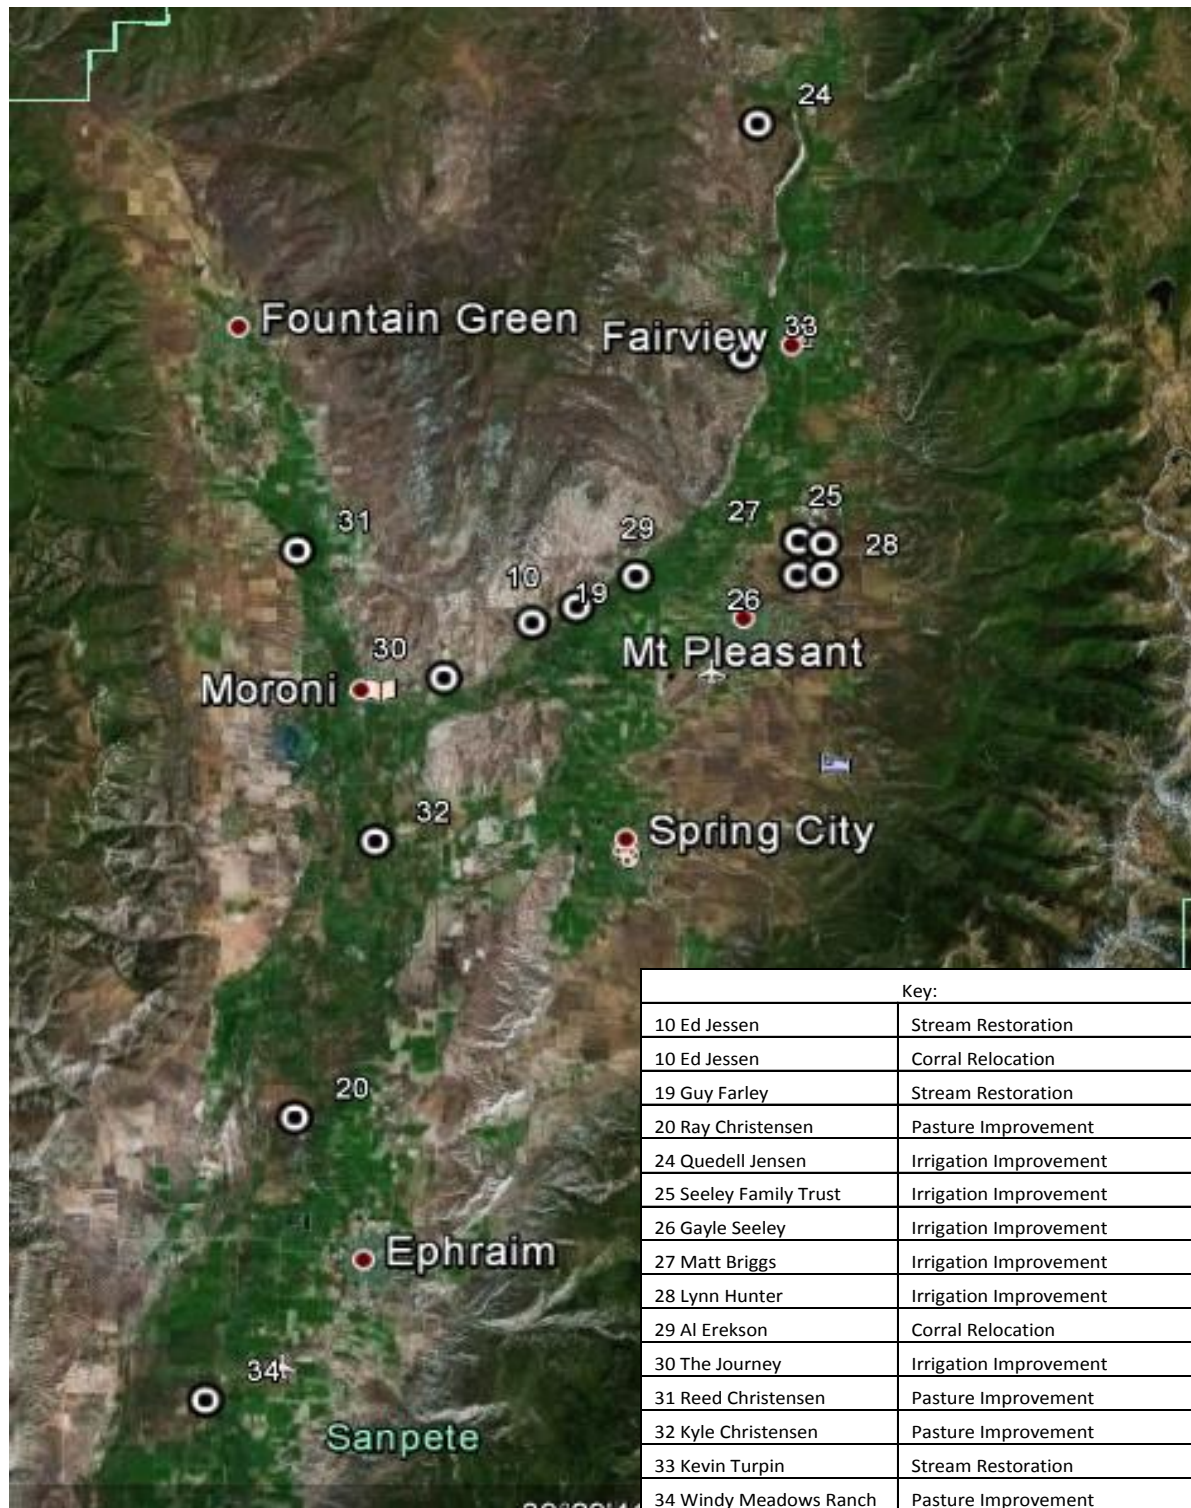 24
Fountain Green
Fairview
33
31
29
27
25
28
10
19
26
30
Mt Pleasant
Moroni
32
Spring City
20
Ephraim
34
Sanpete
Key:
10 Ed Jessen Stream Restoration
10 Ed Jessen Corral Relocation
19 Guy Farley Stream Restoration
20 Ray Christensen Pasture Improvement
24 Quedell Jensen Irrigation Improvement
25 Seeley Family Trust Irrigation Improvement
26 Gayle Seeley Irrigation Improvement
27 Matt Briggs Irrigation Improvement
28 Lynn Hunter Irrigation Improvement
29 Al Erekson Corral Relocation
30 The Journey Irrigation Improvement
31 Reed Christensen Pasture Improvement
32 Kyle Christensen Pasture Improvement
33 Kevin Turpin Stream Restoration
34 Windy Meadows Ranch Pasture Improvement